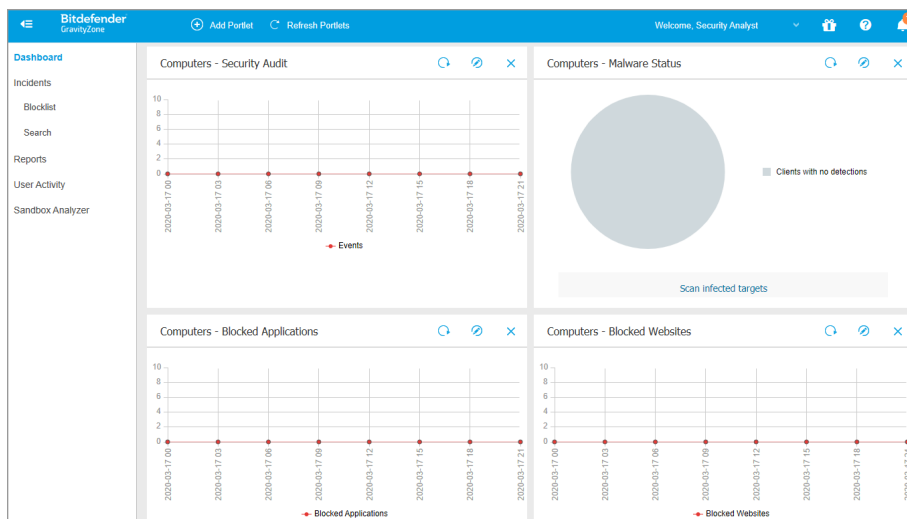 Bitdefender
GravityZone
Add Portlet
Refresh Portlets
Welcome, Security Analyst
Dashboard
Incidents
Blocklist
Search
Reports
User Activity
Sandbox Analyzer
Computers - Security Audit
10
8
6
4
2
0
2020-03-17 00
2020-03-17 03
2020-03-17 06
2020-03-17 09
2020-03-17 12
2020-03-17 15
2020-03-17 18
2020-03-17 21
Events
Computers - Malware Status
Clients with no detections
Scan infected targets
Computers - Blocked Applications
10
8
6
4
2
0
2020-03-17 00
2020-03-17 03
2020-03-17 06
2020-03-17 09
2020-03-17 12
2020-03-17 15
2020-03-17 18
2020-03-17 21
Blocked Applications
Computers - Blocked Websites
10
8
6
4
2
0
2020-03-17 00
2020-03-17 03
2020-03-17 06
2020-03-17 09
2020-03-17 12
2020-03-17 15
2020-03-17 18
Blocked Websites